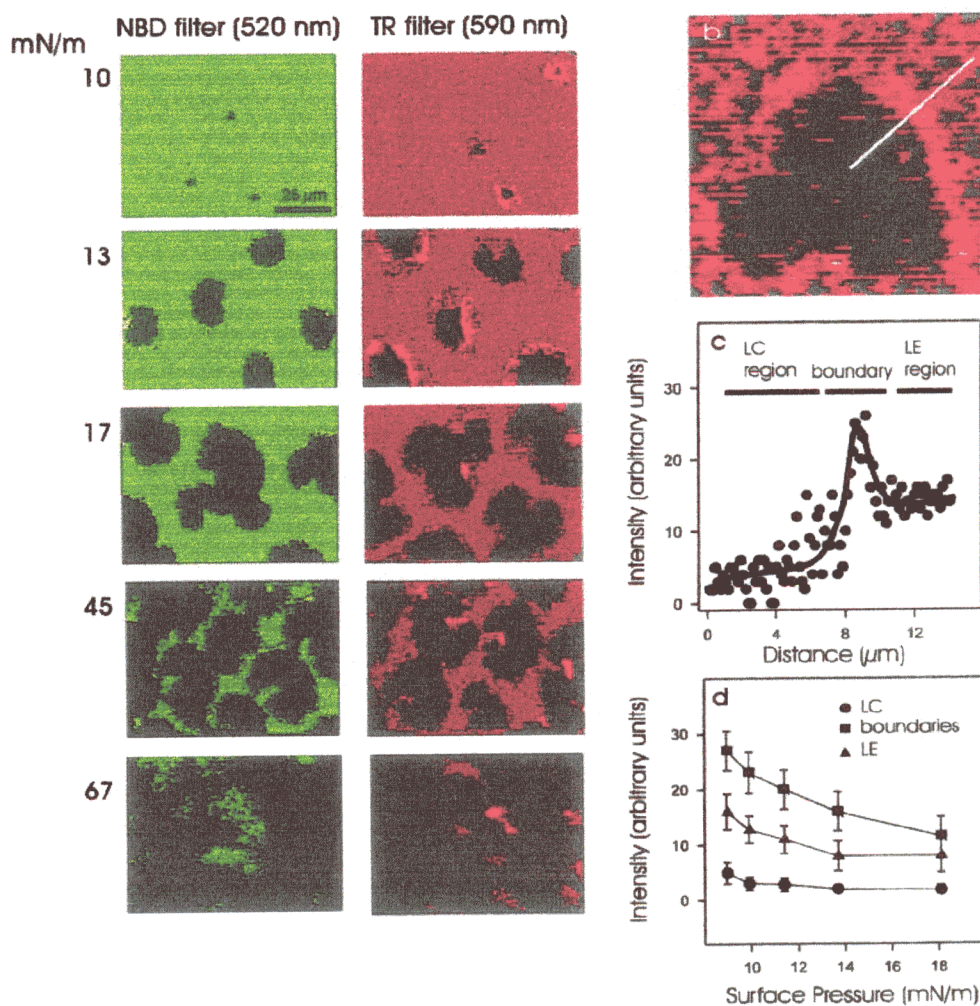 NBD filter (520 nm) TR filter (590 nm)
mN/m
10
25 µm
13
17
45
67
b
c
LC region
boundary
LE region
Intensity (arbitrary units)
30
20
10
0
0 4 8 12
Distance (µm)
d
LC
boundaries
LE
Intensity (arbitrary units)
30
20
10
0
10 12 14 16 18
Surface Pressure (mN/m)